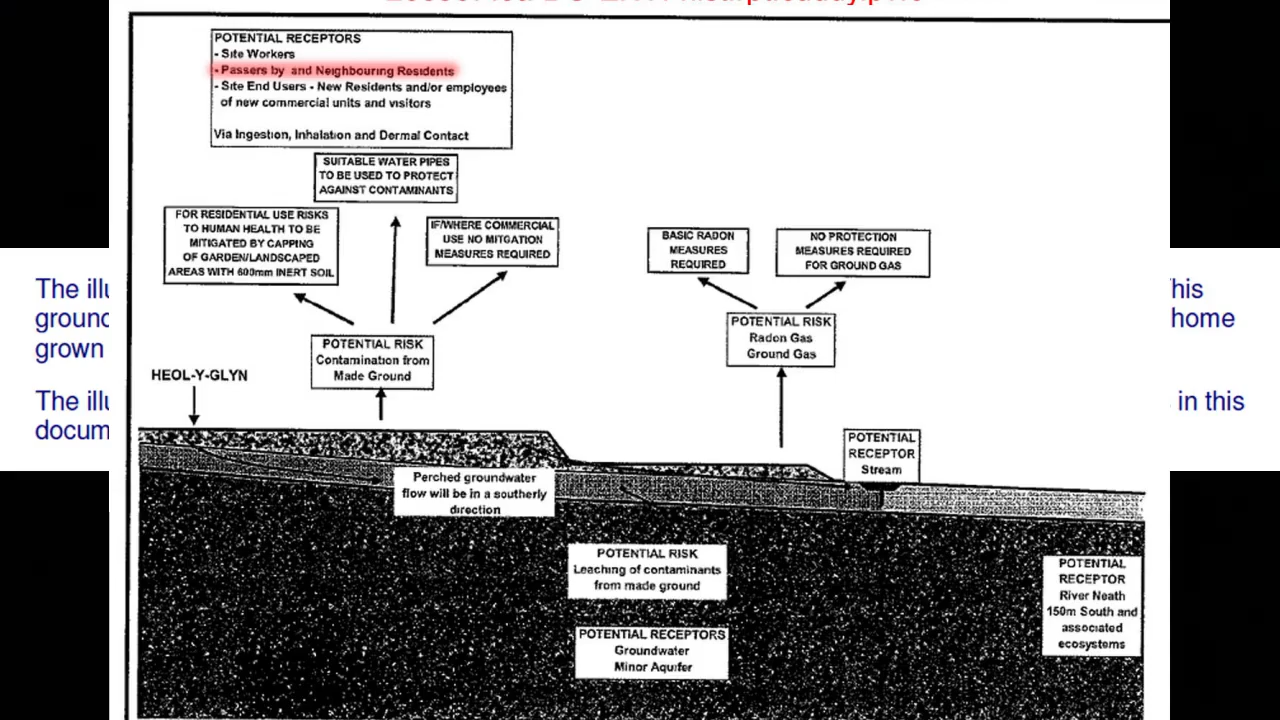 POTENTIAL RECEPTORS
- Site Workers
- Passers by and Neighbouring Residents
- Site End Users - New Residents and/or employees
of new commercial units and visitors
Via Ingestion, Inhalation and Dermal Contact
SUITABLE WATER PIPES
TO BE USED TO PROTECT
AGAINST CONTAMINANTS
FOR RESIDENTIAL USE RISKS
TO HUMAN HEALTH TO BE
MITIGATED BY CAPPING
OF GARDEN/LANDSCAPED
AREAS WITH 600mm INERT SOIL
IF/WHERE COMMERCIAL
USE NO MITGATION
MEASURES REQUIRED
BASIC RADON
MEASURES
REQUIRED
NO PROTECTION
MEASURES REQUIRED
FOR GROUND GAS
The
ground
grown
The
his
home
in this
POTENTIAL RISK
Contamination from
Made Ground
POTENTIAL RISK
Radon Gas
Ground Gas
HEOL-Y-GLYN
POTENTIAL
RECEPTOR
Stream
Perched groundwater
flow will be in a southerly
direction
POTENTIAL RISK
Leaching of contaminants
from made ground
POTENTIAL RECEPTORS
Groundwater
Minor Aquifer
POTENTIAL
RECEPTOR
River Neath
150m South and
associated
ecosystems